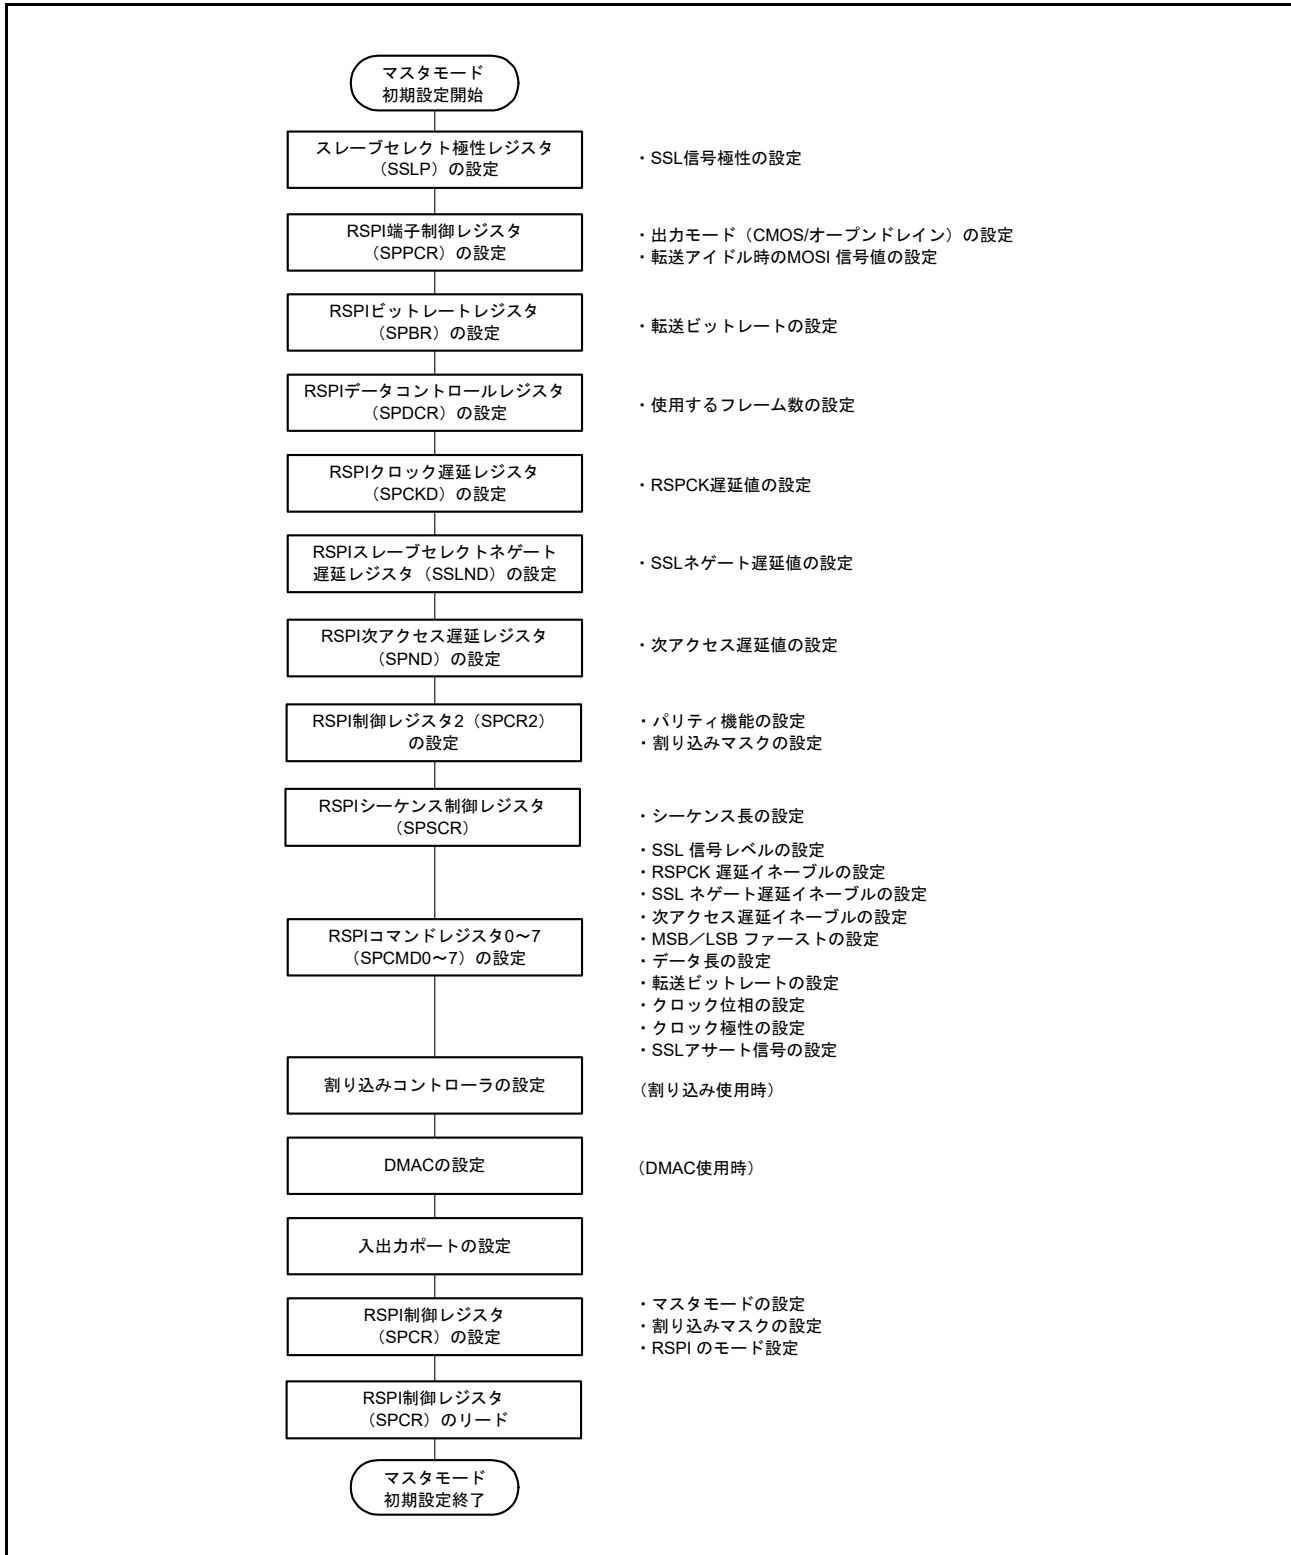 マスタモード
初期設定開始
スレーブセレクト極性レジスタ
（SSLP）の設定
・SSL信号極性の設定
RSPI端子制御レジスタ
（SPPCR）の設定
・出力モード（CMOS/オープンドレイン）の設定
・転送アイドル時のMOSI 信号値の設定
RSPIビットレートレジスタ
（SPBR）の設定
・転送ビットレートの設定
RSPIデータコントロールレジスタ
（SPDCR）の設定
・使用するフレーム数の設定
RSPIクロック遅延レジスタ
（SPCKD）の設定
・RSPCK遅延値の設定
RSPIスレーブセレクトネゲート
遅延レジスタ（SSLND）の設定
・SSLネゲート遅延値の設定
RSPI次アクセス遅延レジスタ
（SPND）の設定
・次アクセス遅延値の設定
RSPI制御レジスタ2（SPCR2）
の設定
・パリティ機能の設定
・割り込みマスクの設定
RSPIシーケンス制御レジスタ
（SPSCR）
・シーケンス長の設定
RSPIコマンドレジスタ0～7
（SPCMD0～7）の設定
・SSL 信号レベルの設定
・RSPCK 遅延イネーブルの設定
・SSL ネゲート遅延イネーブルの設定
・次アクセス遅延イネーブルの設定
・MSB／LSB ファーストの設定
・データ長の設定
・転送ビットレートの設定
・クロック位相の設定
・クロック極性の設定
・SSLアサート信号の設定
割り込みコントローラの設定
（割り込み使用時）
DMACの設定
（DMAC使用時）
入出力ポートの設定
RSPI制御レジスタ
（SPCR）の設定
・マスタモードの設定
・割り込みマスクの設定
・RSPI のモード設定
RSPI制御レジスタ
（SPCR）のリード
マスタモード
初期設定終了